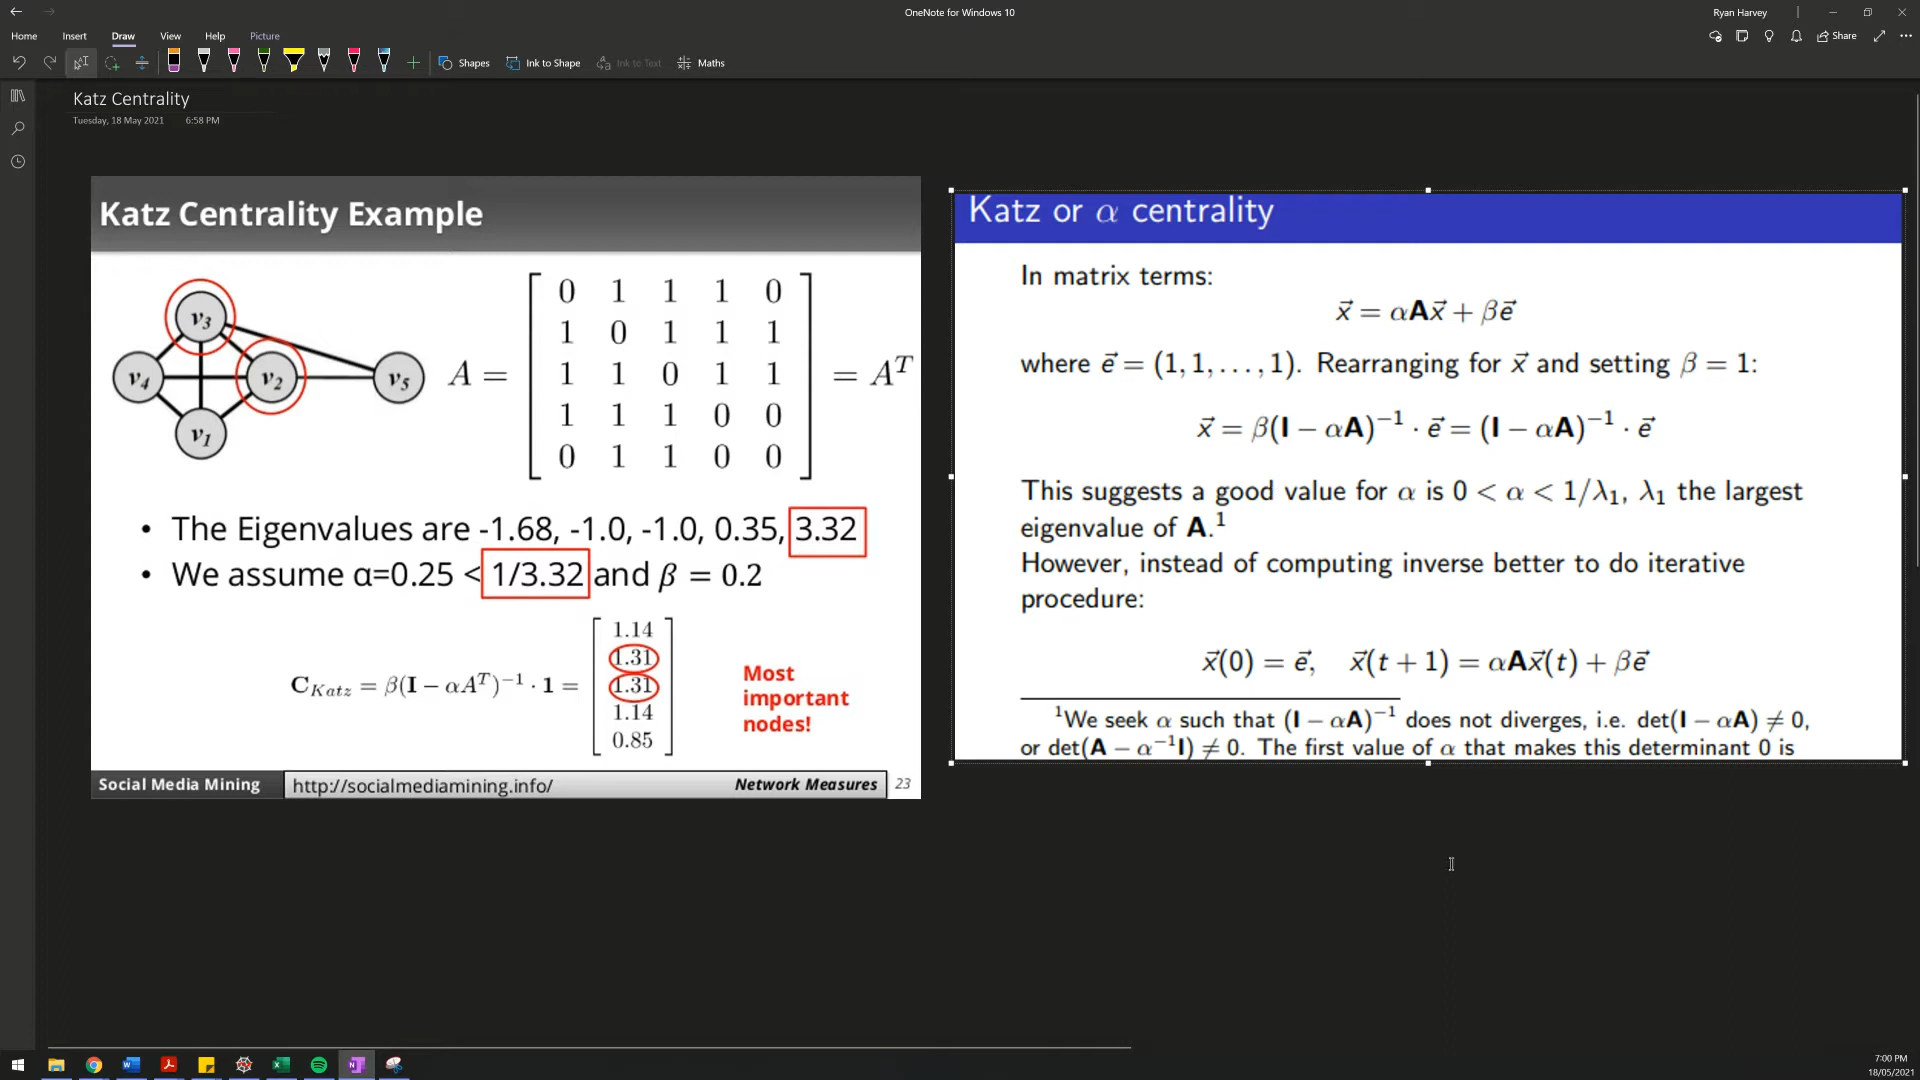 OneNote for Windows 10
Ryan Harvey
Home Insert Draw View Help Picture
Share
Shapes Ink to Shape Ink to Text Maths
Katz Centrality
Tuesday, 18 May 2021 6:58 PM
Katz Centrality Example
v3
v4 v2 v5
v1
A =
0 1 1 1 0
1 0 1 1 1
1 1 0 1 1
1 1 1 0 0
0 1 1 0 0
= A^T
• The Eigenvalues are -1.68, -1.0, -1.0, 0.35, 3.32
• We assume α=0.25 < 1/3.32 and β = 0.2
C_Katz = β(I − αA^T)^−1 · 1 =
1.14
1.31
1.31
1.14
0.85
Most
important
nodes!
Social Media Mining http://socialmediamining.info/ Network Measures 23
Katz or α centrality
In matrix terms:
x⃗ = αAx⃗ + βe⃗
where e⃗ = (1, 1, . . . , 1). Rearranging for x⃗ and setting β = 1:
x⃗ = β(I − αA)^−1 · e⃗ = (I − αA)^−1 · e⃗
This suggests a good value for α is 0 < α < 1/λ₁, λ₁ the largest
eigenvalue of A.¹
However, instead of computing inverse better to do iterative
procedure:
x⃗(0) = e⃗, x⃗(t + 1) = αAx⃗(t) + βe⃗
¹We seek α such that (I − αA)^−1 does not diverges, i.e. det(I − αA) ≠ 0,
or det(A − α^−1I) ≠ 0. The first value of α that makes this determinant 0 is
7:00 PM
18/05/2021